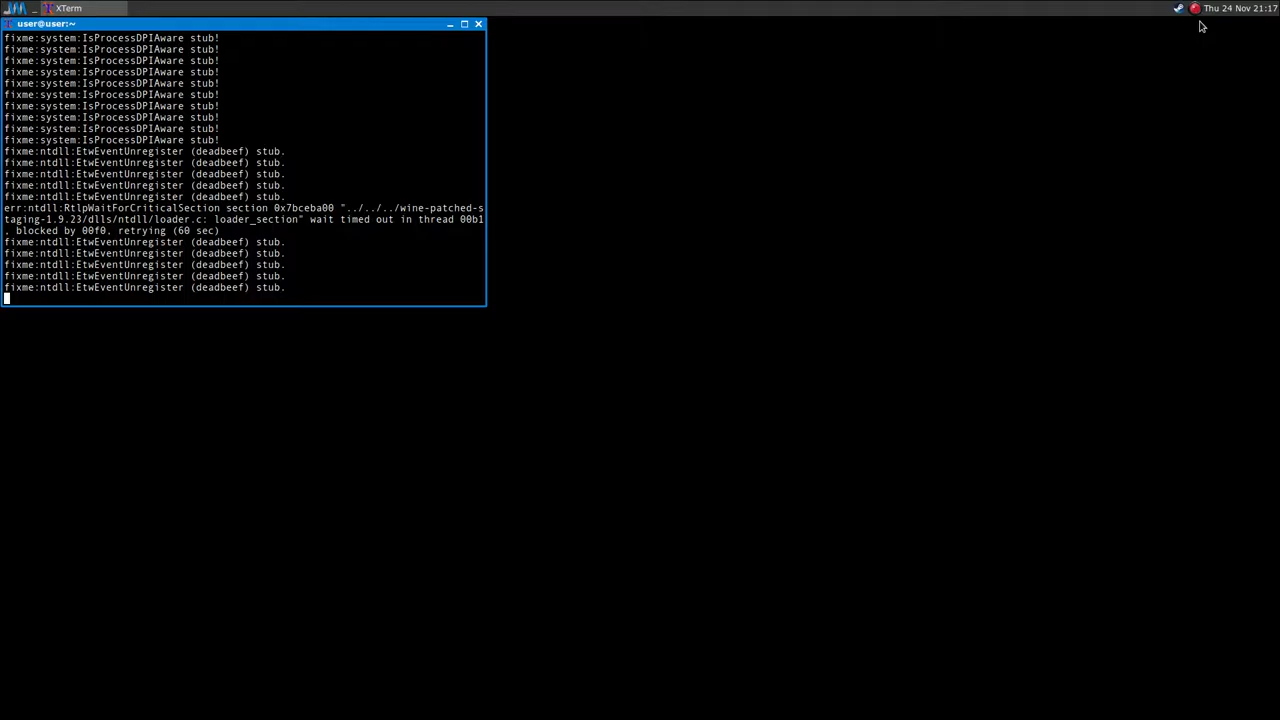 XTerm
Thu 24 Nov 21:17
user@user:~
fixme:system:IsProcessDPIAware stub!
fixme:system:IsProcessDPIAware stub!
fixme:system:IsProcessDPIAware stub!
fixme:system:IsProcessDPIAware stub!
fixme:system:IsProcessDPIAware stub!
fixme:system:IsProcessDPIAware stub!
fixme:system:IsProcessDPIAware stub!
fixme:system:IsProcessDPIAware stub!
fixme:system:IsProcessDPIAware stub!
fixme:system:IsProcessDPIAware stub!
fixme:ntdll:EtwEventUnregister (deadbeef) stub.
fixme:ntdll:EtwEventUnregister (deadbeef) stub.
fixme:ntdll:EtwEventUnregister (deadbeef) stub.
fixme:ntdll:EtwEventUnregister (deadbeef) stub.
fixme:ntdll:EtwEventUnregister (deadbeef) stub.
err:ntdll:RtlpWaitForCriticalSection section 0x7bceba00 "../../../wine-patched-s
taging-1.9.23/dlls/ntdll/loader.c: loader_section" wait timed out in thread 00b1
, blocked by 00f0, retrying (60 sec)
fixme:ntdll:EtwEventUnregister (deadbeef) stub.
fixme:ntdll:EtwEventUnregister (deadbeef) stub.
fixme:ntdll:EtwEventUnregister (deadbeef) stub.
fixme:ntdll:EtwEventUnregister (deadbeef) stub.
fixme:ntdll:EtwEventUnregister (deadbeef) stub.